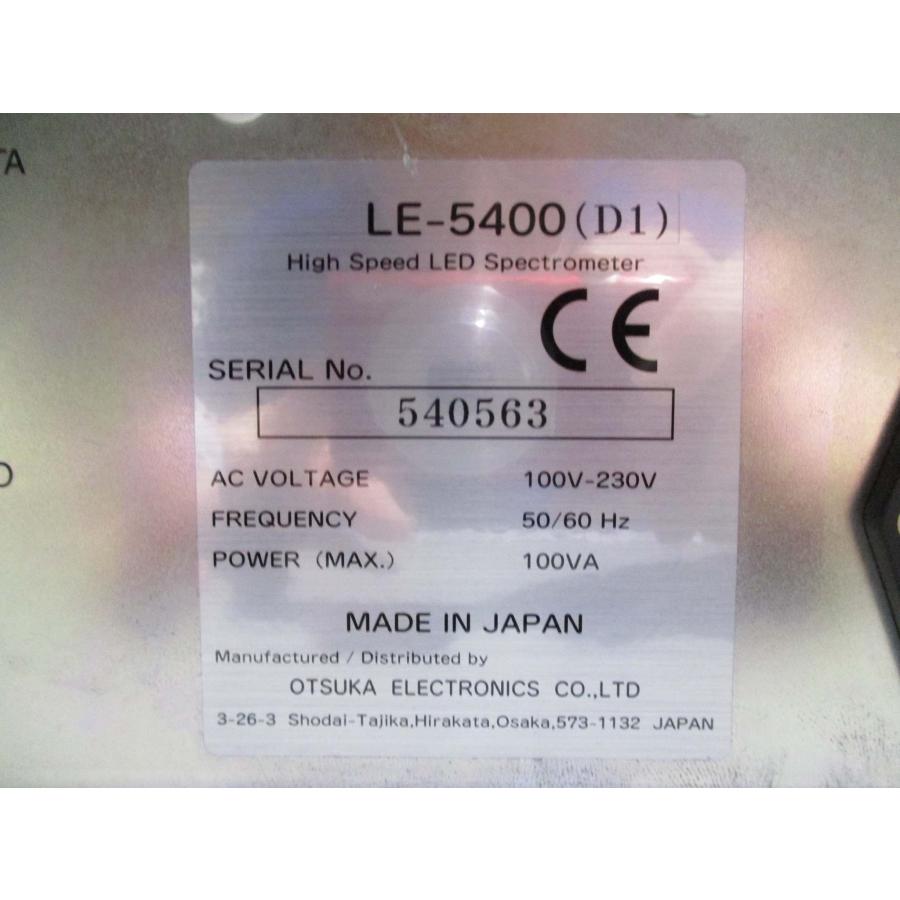 TA
LE-5400(D1)
High Speed LED Spectrometer
CE
SERIAL No.
540563
AC VOLTAGE 100V-230V
FREQUENCY 50/60 Hz
POWER (MAX.) 100VA
MADE IN JAPAN
Manufactured / Distributed by
OTSUKA ELECTRONICS CO.,LTD
3-26-3 Shodai-Tajika,Hirakata,Osaka,573-1132 JAPAN